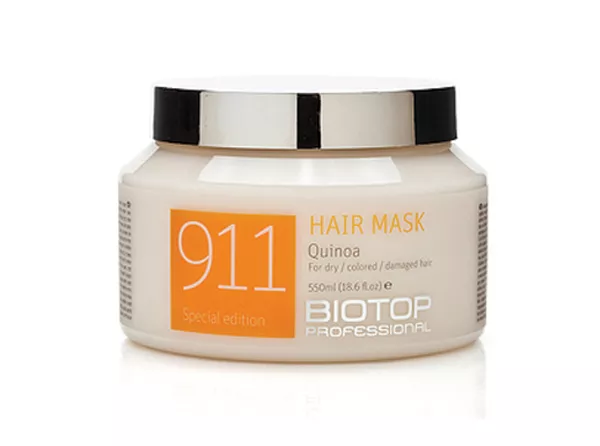 911
Special edition
HAIR MASK
Quinoa
For dry / colored / damaged hair
550ml (18.6 fl.oz) ℮
BIOTOP
PROFESSIONAL